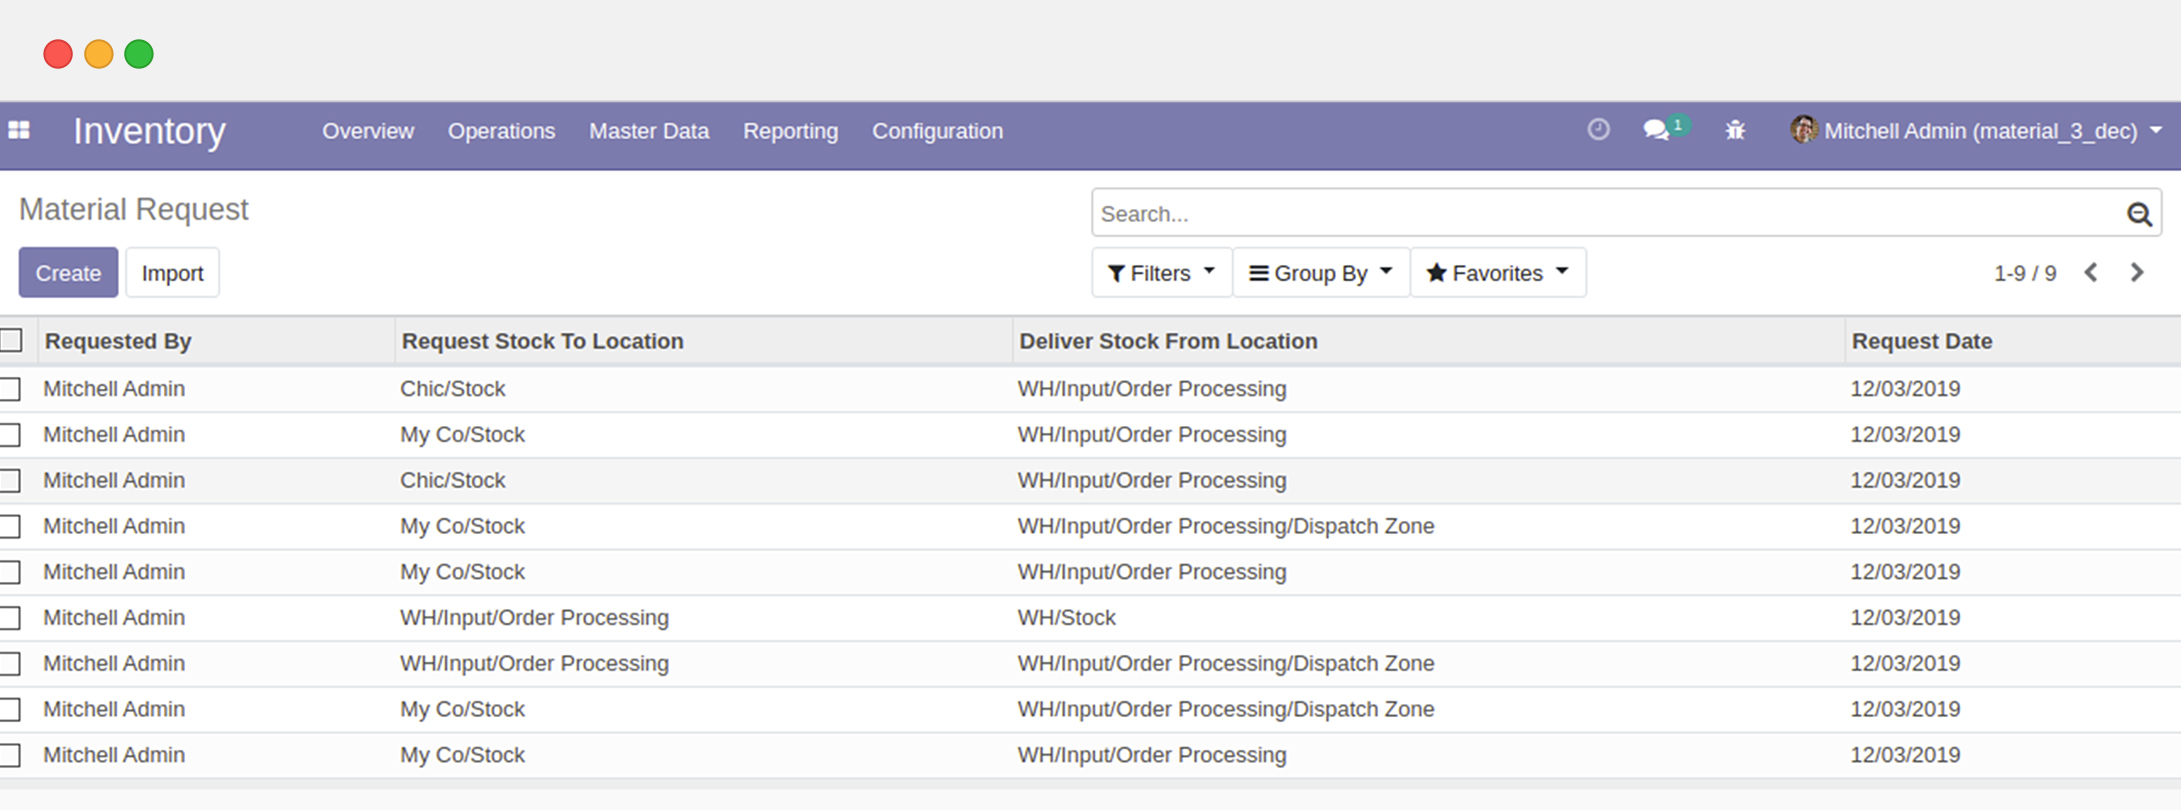 Inventory Overview Operations Master Data Reporting Configuration 1 Mitchell Admin (material_3_dec)
Material Request
Search...
Create Import Filters Group By Favorites 1-9 / 9
Requested By Request Stock To Location Deliver Stock From Location Request Date
Mitchell Admin Chic/Stock WH/Input/Order Processing 12/03/2019
Mitchell Admin My Co/Stock WH/Input/Order Processing 12/03/2019
Mitchell Admin Chic/Stock WH/Input/Order Processing 12/03/2019
Mitchell Admin My Co/Stock WH/Input/Order Processing/Dispatch Zone 12/03/2019
Mitchell Admin My Co/Stock WH/Input/Order Processing 12/03/2019
Mitchell Admin WH/Input/Order Processing WH/Stock 12/03/2019
Mitchell Admin WH/Input/Order Processing WH/Input/Order Processing/Dispatch Zone 12/03/2019
Mitchell Admin My Co/Stock WH/Input/Order Processing/Dispatch Zone 12/03/2019
Mitchell Admin My Co/Stock WH/Input/Order Processing 12/03/2019